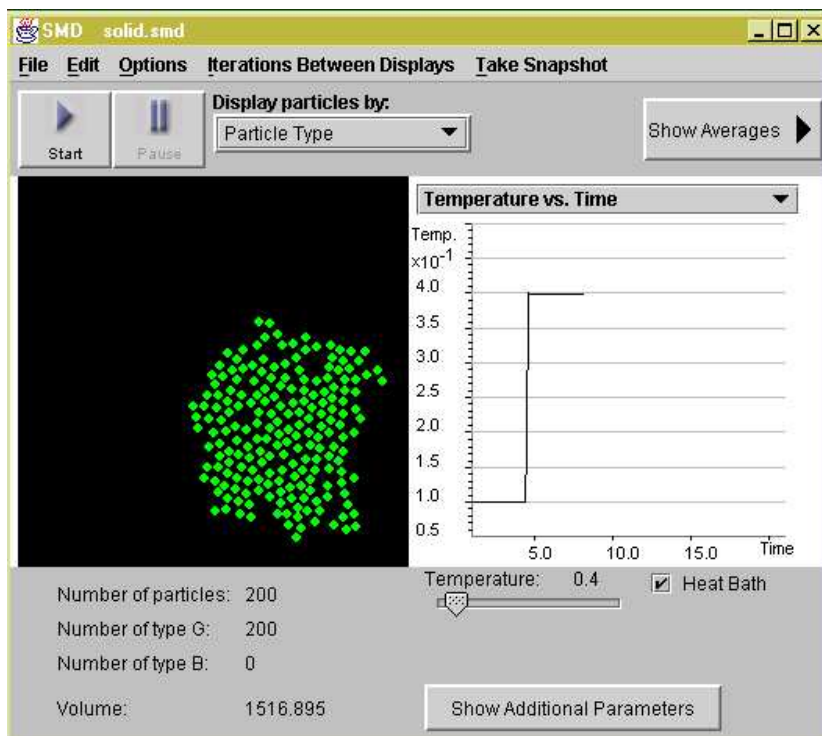 SMD solid.smd
File Edit Options Iterations Between Displays Take Snapshot
Display particles by:
Particle Type
Start
Pause
Show Averages
Temperature vs. Time
Temp.
×10⁻¹
4.0
3.5
3.0
2.5
2.0
1.5
1.0
0.5
5.0 10.0 15.0 Time
Number of particles: 200
Number of type G: 200
Number of type B: 0
Volume: 1516.895
Temperature: 0.4
Heat Bath
Show Additional Parameters